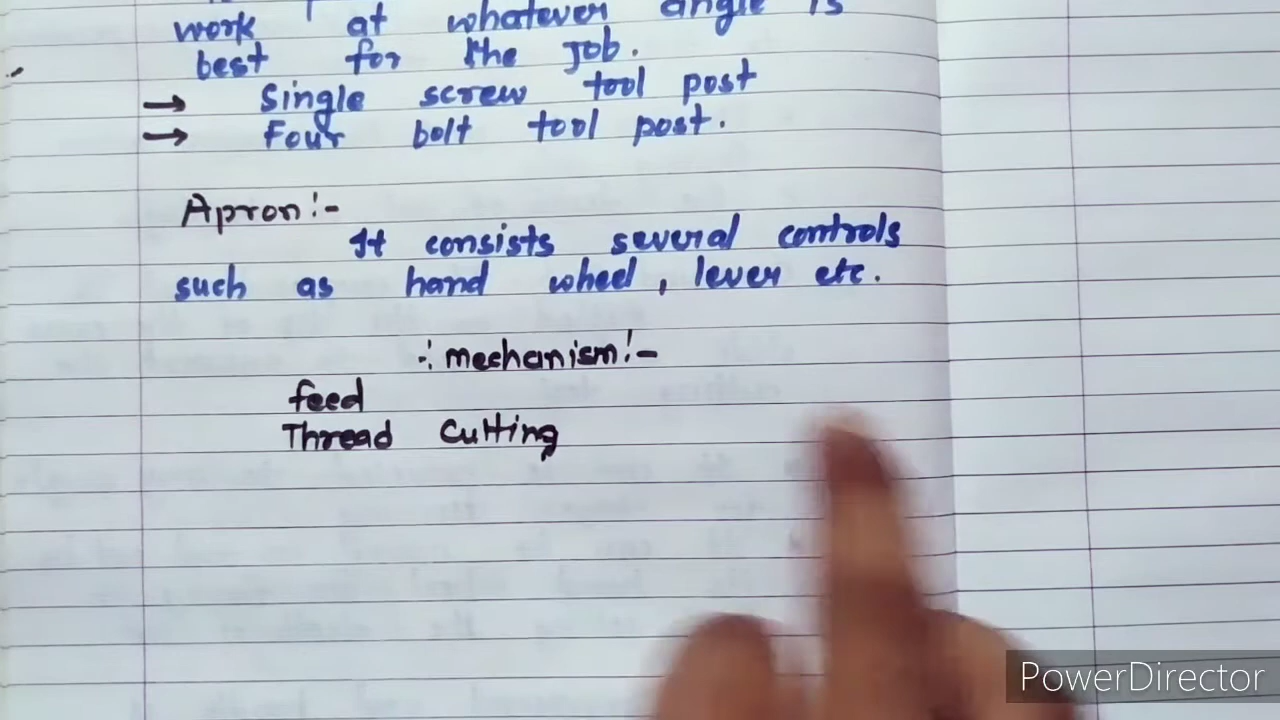 work at whatever angle is
best for the job.
→ Single screw tool post
→ Four bolt tool post.
Apron:-
It consists several controls
such as hand wheel, lever etc.
-: mechanism:-
feed
Thread Cutting
PowerDirector